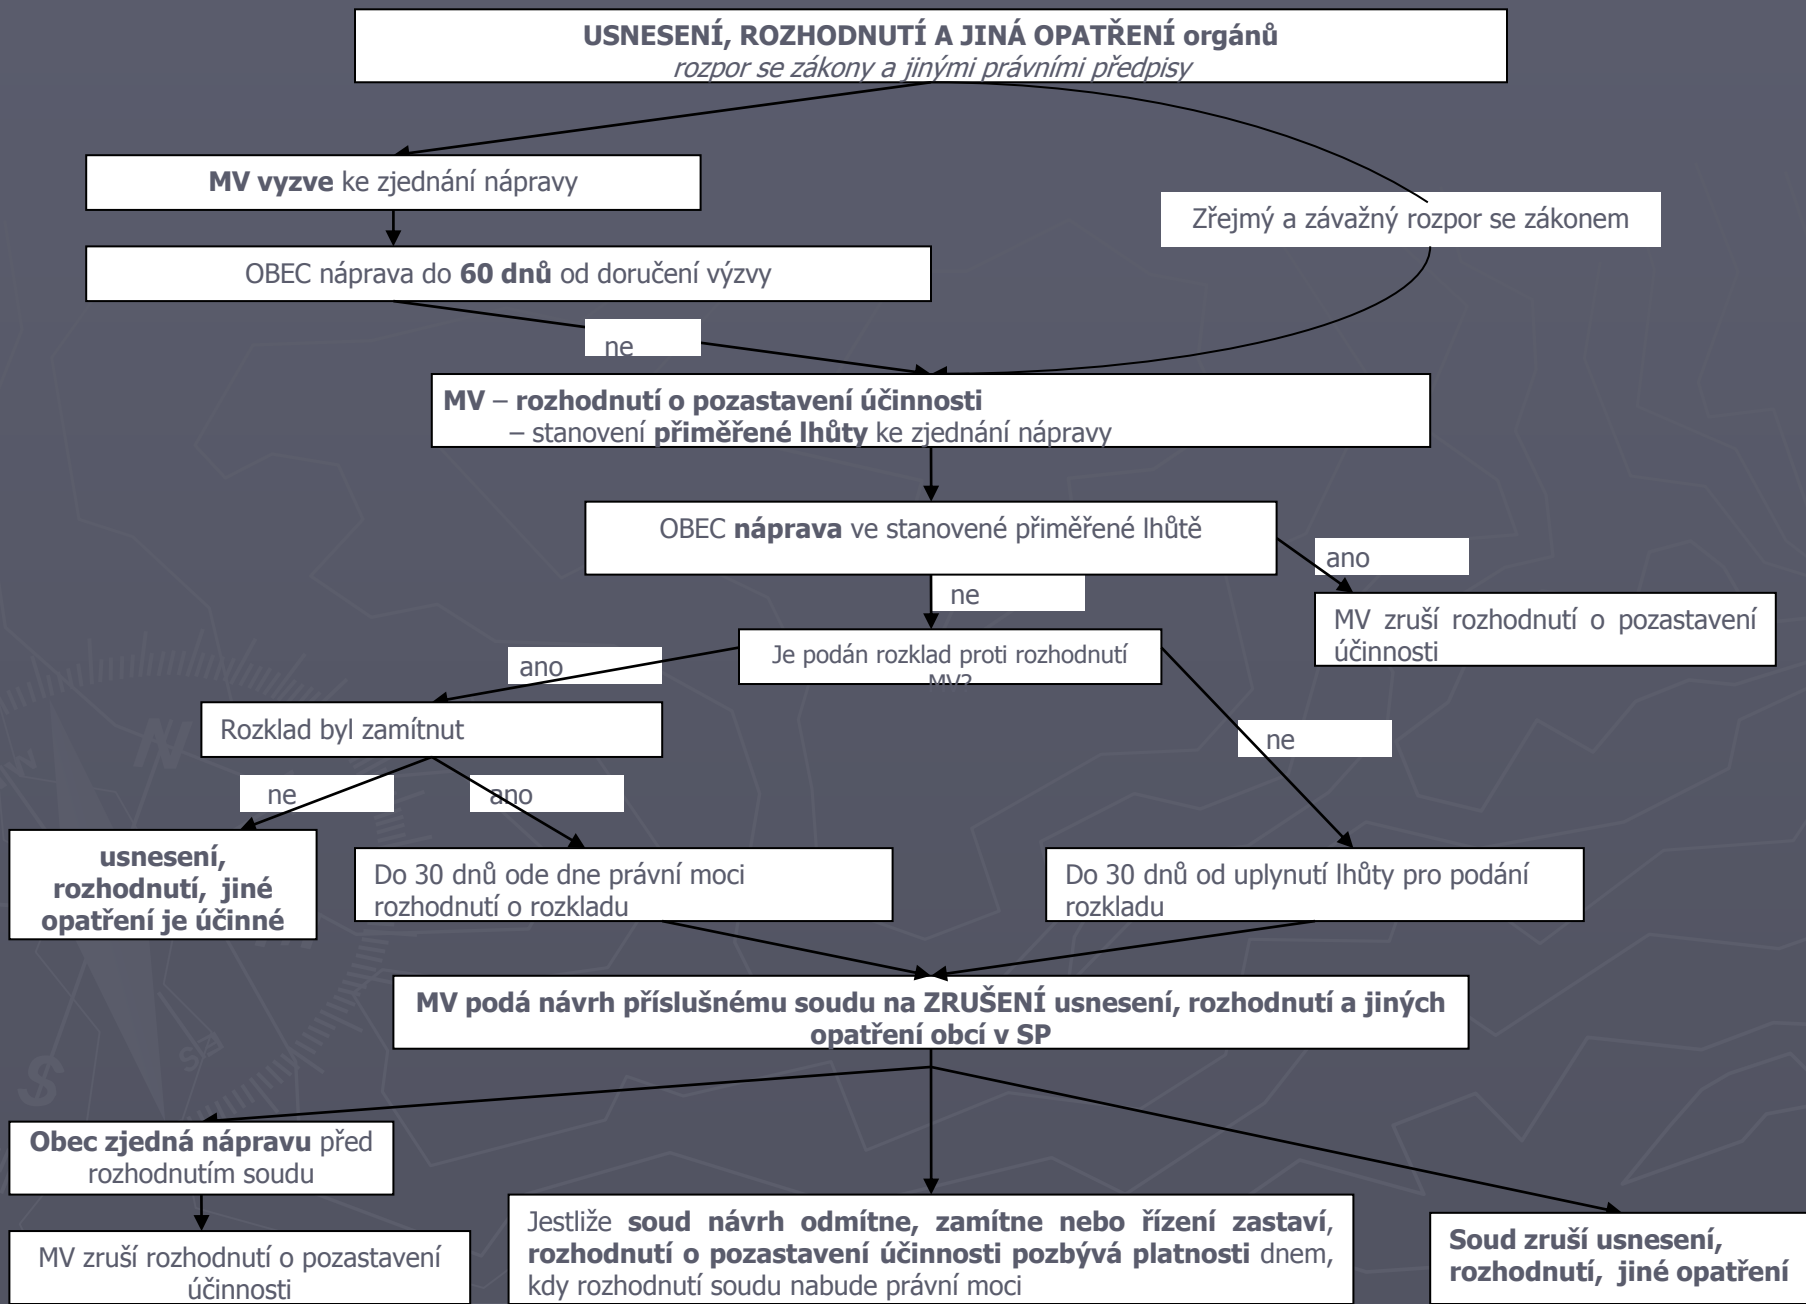 USNESENÍ, ROZHODNUTÍ A JINÁ OPATŘENÍ orgánů
rozpor se zákony a jinými právními předpisy
MV vyzve ke zjednání nápravy
Zřejmý a závažný rozpor se zákonem
OBEC náprava do 60 dnů od doručení výzvy
ne
MV – rozhodnutí o pozastavení účinnosti
– stanovení přiměřené lhůty ke zjednání nápravy
OBEC náprava ve stanovené přiměřené lhůtě
ano
ne
MV zruší rozhodnutí o pozastavení
účinnosti
Je podán rozklad proti rozhodnutí
MV?
ano
Rozklad byl zamítnut
ne
ne
ano
usnesení,
rozhodnutí, jiné
opatření je účinné
Do 30 dnů ode dne právní moci
rozhodnutí o rozkladu
Do 30 dnů od uplynutí lhůty pro podání
rozkladu
MV podá návrh příslušnému soudu na ZRUŠENÍ usnesení, rozhodnutí a jiných
opatření obcí v SP
Obec zjedná nápravu před
rozhodnutím soudu
MV zruší rozhodnutí o pozastavení
účinnosti
Jestliže soud návrh odmítne, zamítne nebo řízení zastaví,
rozhodnutí o pozastavení účinnosti pozbývá platnosti dnem,
kdy rozhodnutí soudu nabude právní moci
Soud zruší usnesení,
rozhodnutí, jiné opatření
N
S